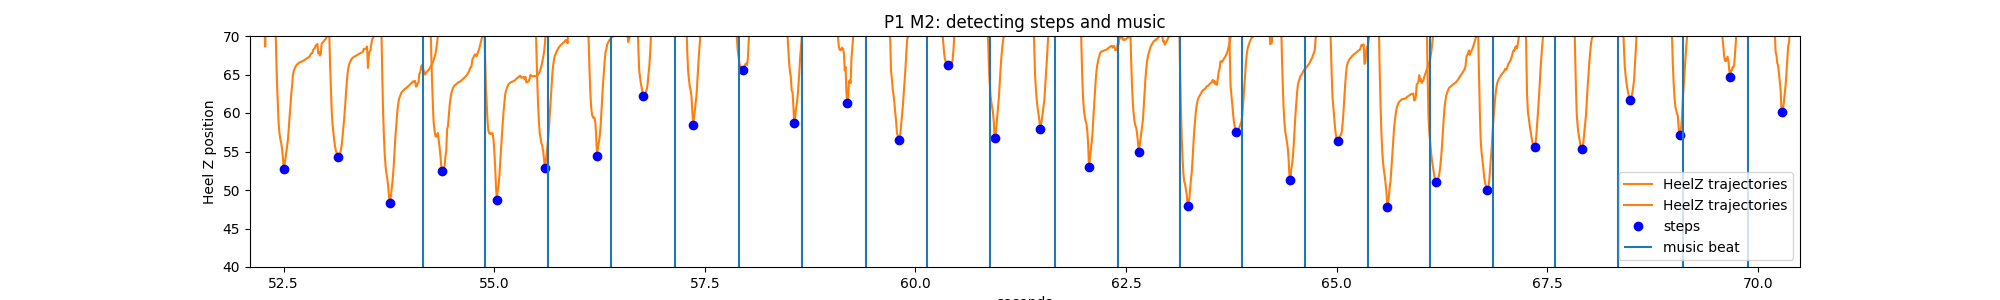 P1 M2: detecting steps and music
Heel Z position
70
65
60
55
50
45
40
HeelZ trajectories
HeelZ trajectories
steps
music beat
52.5 55.0 57.5 60.0 62.5 65.0 67.5 70.0